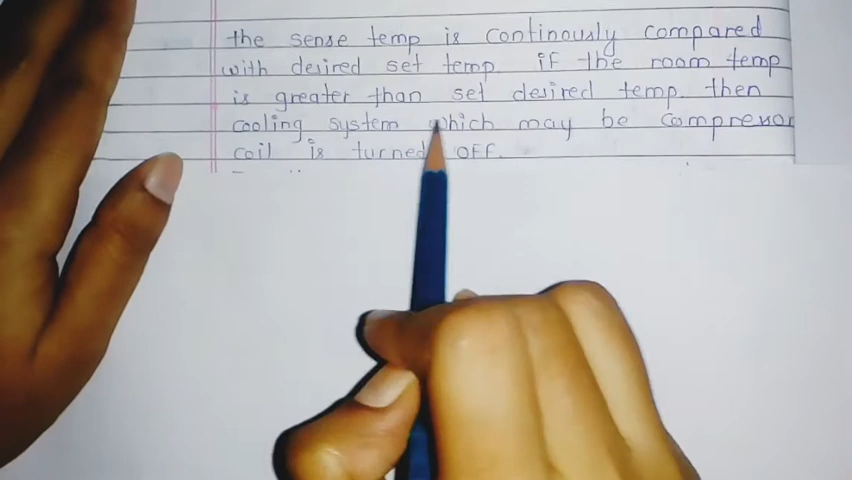 the sense temp is continously compared
with desired set temp if the room temp
is greater than set desired temp then
cooling system which may be compressor
coil is turned OFF.